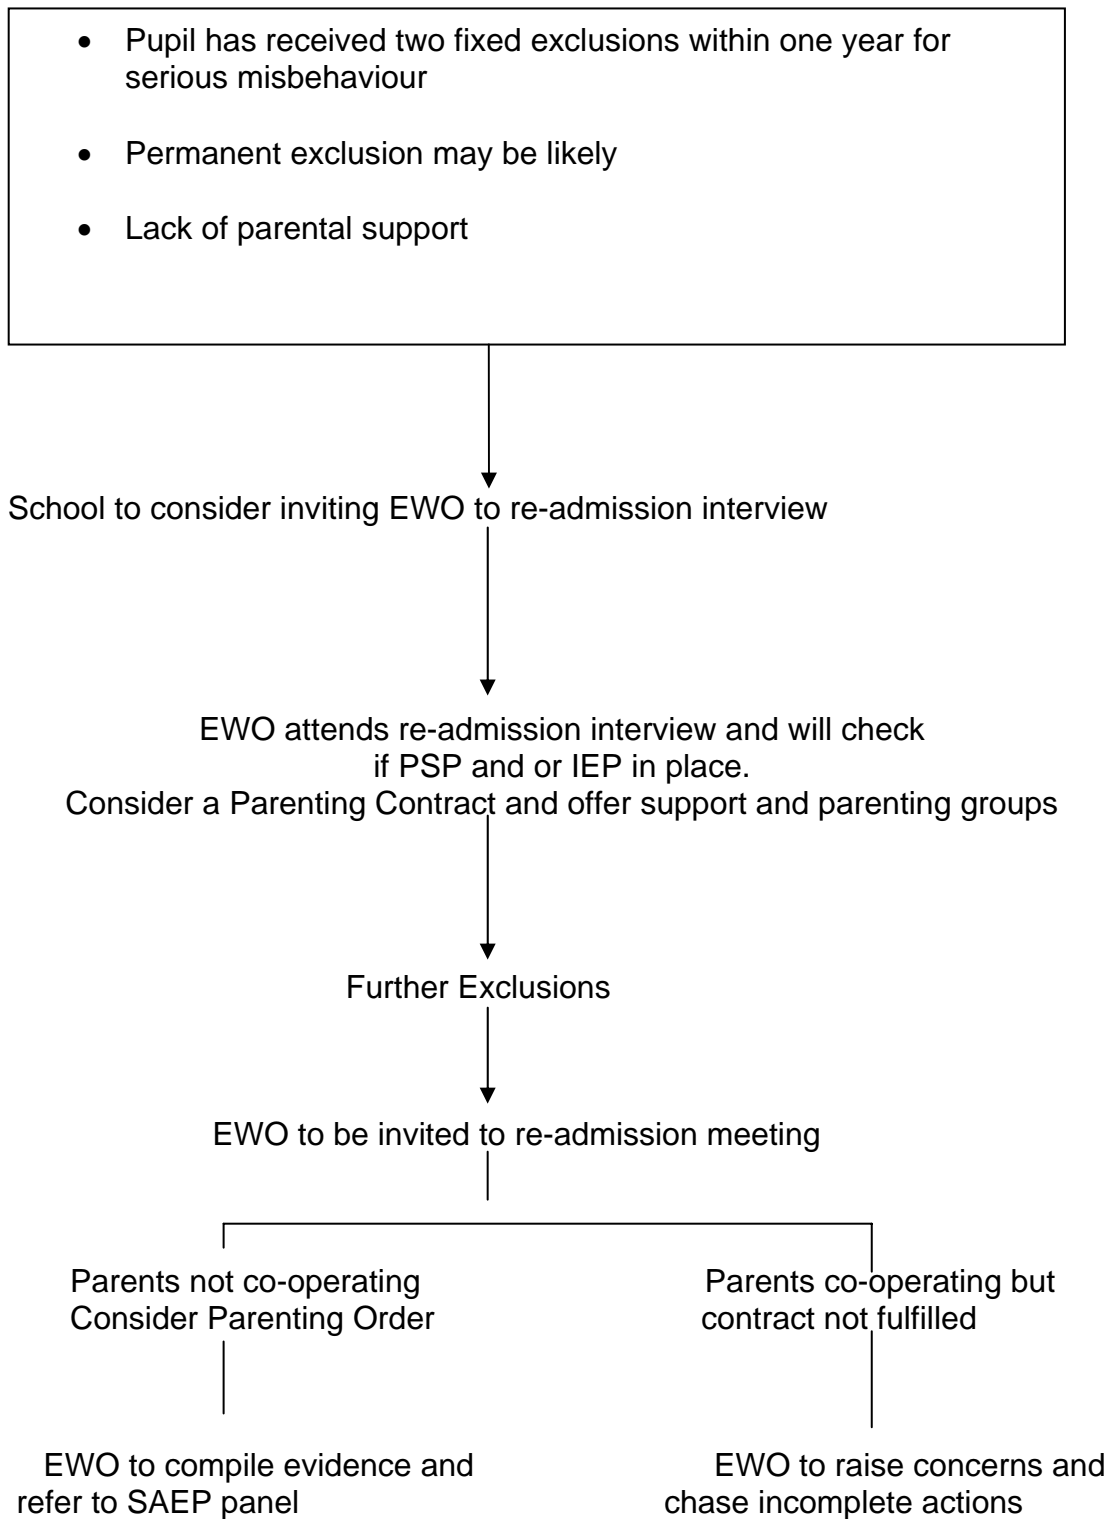 • Pupil has received two fixed exclusions within one year for
serious misbehaviour
• Permanent exclusion may be likely
• Lack of parental support
School to consider inviting EWO to re-admission interview
EWO attends re-admission interview and will check
if PSP and or IEP in place.
Consider a Parenting Contract and offer support and parenting groups
Further Exclusions
EWO to be invited to re-admission meeting
Parents not co-operating
Consider Parenting Order
Parents co-operating but
contract not fulfilled
EWO to compile evidence and
refer to SAEP panel
EWO to raise concerns and
chase incomplete actions